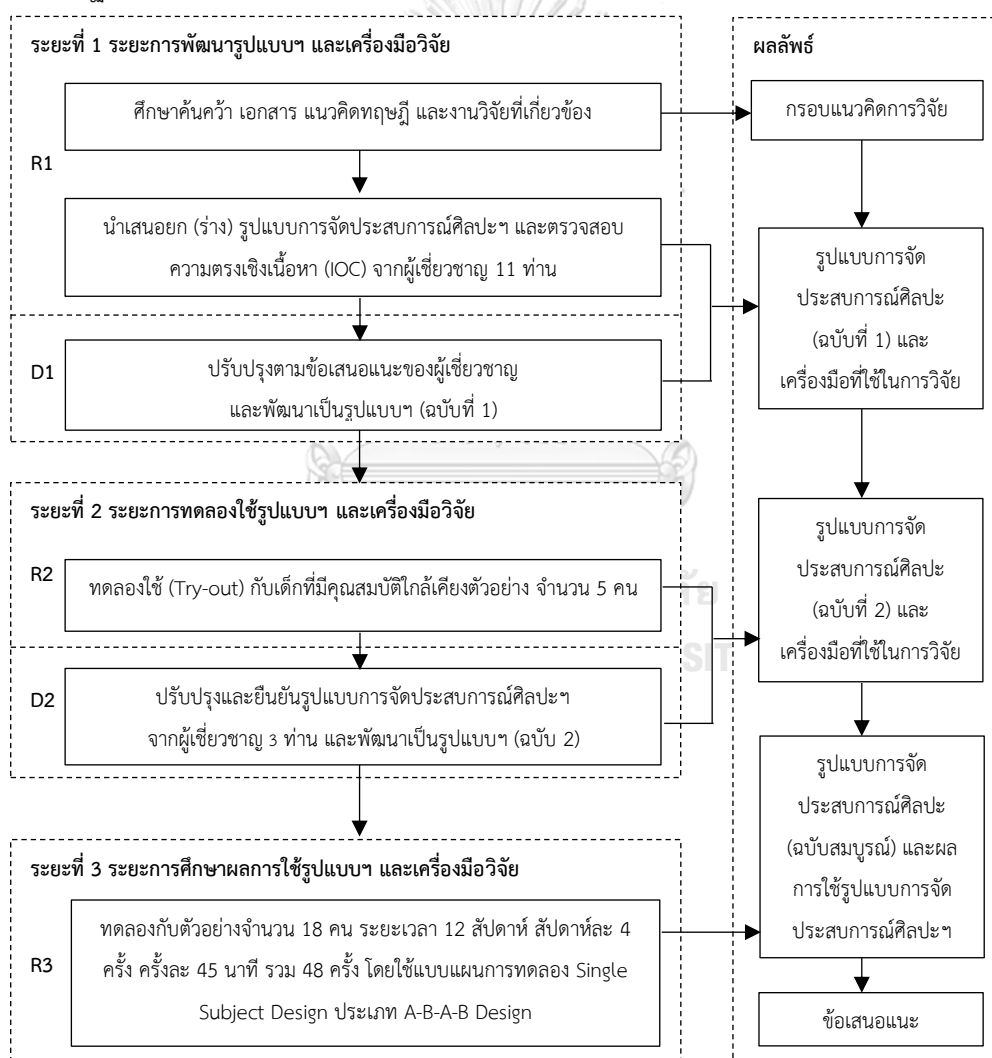 ระยะที่ 1 ระยะการพัฒนารูปแบบฯ และเครื่องมือวิจัย
ศึกษาค้นคว้า เอกสาร แนวคิดทฤษฎี และงานวิจัยที่เกี่ยวข้อง
R1
นำเสนอยก (ร่าง) รูปแบบการจัดประสบการณ์ศิลปะฯ และตรวจสอบ
ความตรงเชิงเนื้อหา (IOC) จากผู้เชี่ยวชาญ 11 ท่าน
D1
ปรับปรุงตามข้อเสนอแนะของผู้เชี่ยวชาญ
และพัฒนาเป็นรูปแบบฯ (ฉบับที่ 1)
ระยะที่ 2 ระยะการทดลองใช้รูปแบบฯ และเครื่องมือวิจัย
R2
ทดลองใช้ (Try-out) กับเด็กที่มีคุณสมบัติใกล้เคียงตัวอย่าง จำนวน 5 คน
D2
ปรับปรุงและยืนยันรูปแบบการจัดประสบการณ์ศิลปะฯ
จากผู้เชี่ยวชาญ 3 ท่าน และพัฒนาเป็นรูปแบบฯ (ฉบับ 2)
ระยะที่ 3 ระยะการศึกษาผลการใช้รูปแบบฯ และเครื่องมือวิจัย
R3
ทดลองกับตัวอย่างจำนวน 18 คน ระยะเวลา 12 สัปดาห์ สัปดาห์ละ 4
ครั้ง ครั้งละ 45 นาที รวม 48 ครั้ง โดยใช้แบบแผนการทดลอง Single
Subject Design ประเภท A-B-A-B Design
ผลลัพธ์
กรอบแนวคิดการวิจัย
รูปแบบการจัด
ประสบการณ์ศิลปะ
(ฉบับที่ 1) และ
เครื่องมือที่ใช้ในการวิจัย
รูปแบบการจัด
ประสบการณ์ศิลปะ
(ฉบับที่ 2) และ
เครื่องมือที่ใช้ในการวิจัย
รูปแบบการจัด
ประสบการณ์ศิลปะ
(ฉบับสมบูรณ์) และผล
การใช้รูปแบบการจัด
ประสบการณ์ศิลปะฯ
ข้อเสนอแนะ